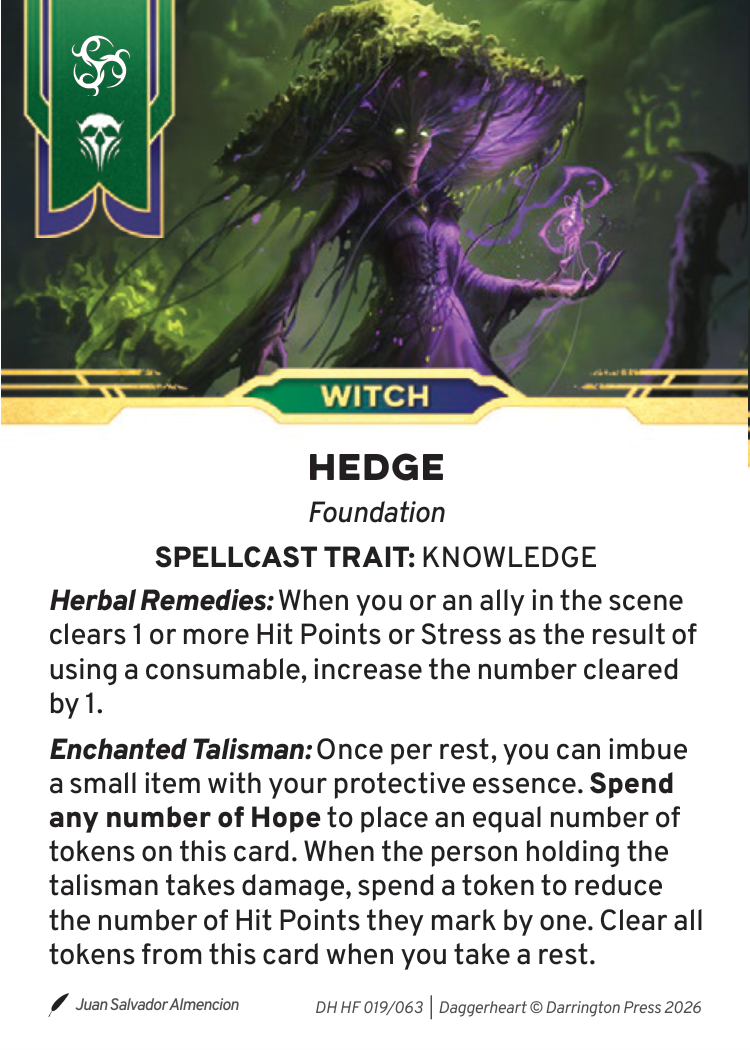 WITCH
HEDGE
Foundation
SPELLCAST TRAIT: KNOWLEDGE
Herbal Remedies: When you or an ally in the scene
clears 1 or more Hit Points or Stress as the result of
using a consumable, increase the number cleared
by 1.
Enchanted Talisman: Once per rest, you can imbue
a small item with your protective essence. Spend
any number of Hope to place an equal number of
tokens on this card. When the person holding the
talisman takes damage, spend a token to reduce
the number of Hit Points they mark by one. Clear all
tokens from this card when you take a rest.
Juan Salvador Almencion
DH HF 019/063 | Daggerheart © Darrington Press 2026